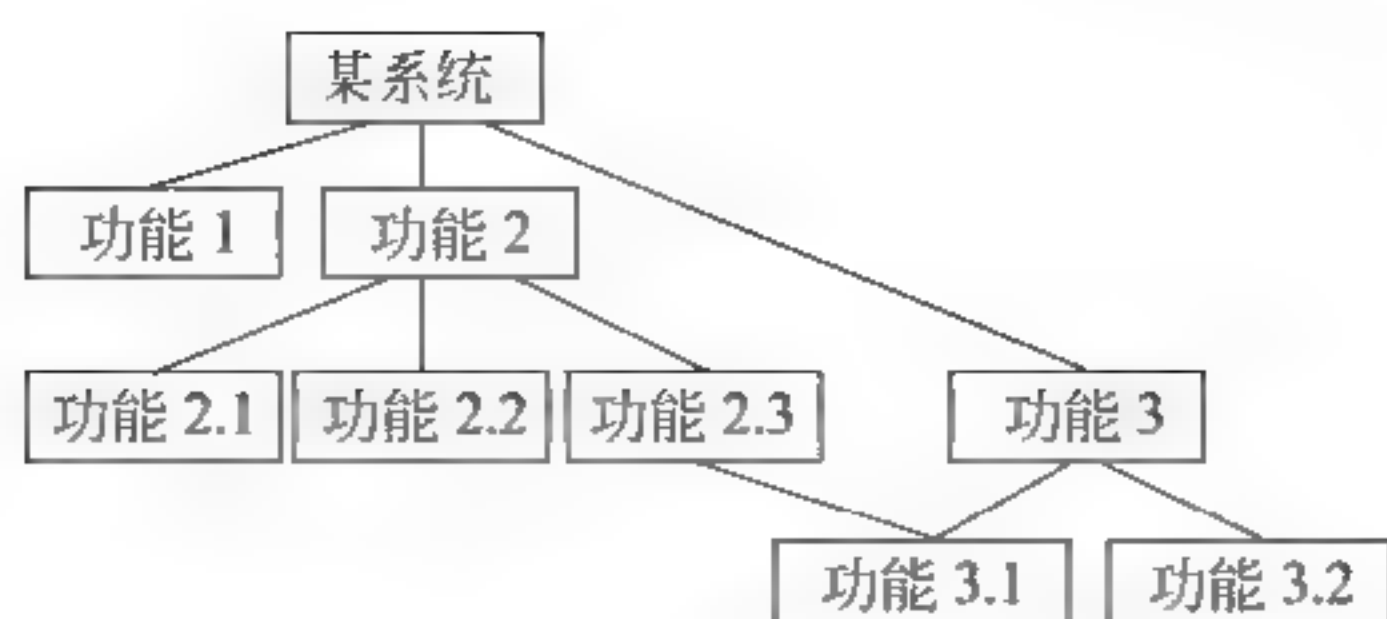 某系统
功能 1
功能 2
功能 2.1
功能 2.2
功能 2.3
功能 3
功能 3.1
功能 3.2